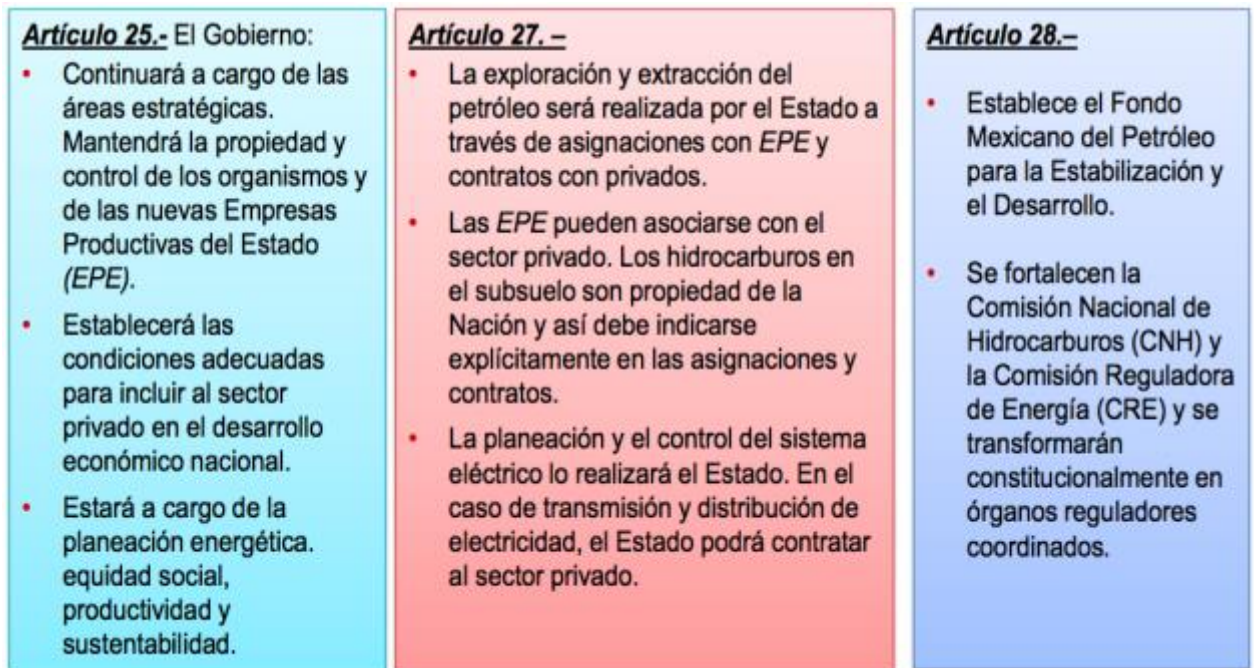 Artículo 25.- El Gobierno:
• Continuará a cargo de las
áreas estratégicas.
Mantendrá la propiedad y
control de los organismos y
de las nuevas Empresas
Productivas del Estado
(EPE).
• Establecerá las
condiciones adecuadas
para incluir al sector
privado en el desarrollo
económico nacional.
• Estará a cargo de la
planeación energética.
equidad social,
productividad y
sustentabilidad.
Artículo 27. –
• La exploración y extracción del
petróleo será realizada por el Estado a
través de asignaciones con EPE y
contratos con privados.
• Las EPE pueden asociarse con el
sector privado. Los hidrocarburos en
el subsuelo son propiedad de la
Nación y así debe indicarse
explícitamente en las asignaciones y
contratos.
• La planeación y el control del sistema
eléctrico lo realizará el Estado. En el
caso de transmisión y distribución de
electricidad, el Estado podrá contratar
al sector privado.
Artículo 28.–
• Establece el Fondo
Mexicano del Petróleo
para la Estabilización y
el Desarrollo.
• Se fortalecen la
Comisión Nacional de
Hidrocarburos (CNH) y
la Comisión Reguladora
de Energía (CRE) y se
transformarán
constitucionalmente en
órganos reguladores
coordinados.